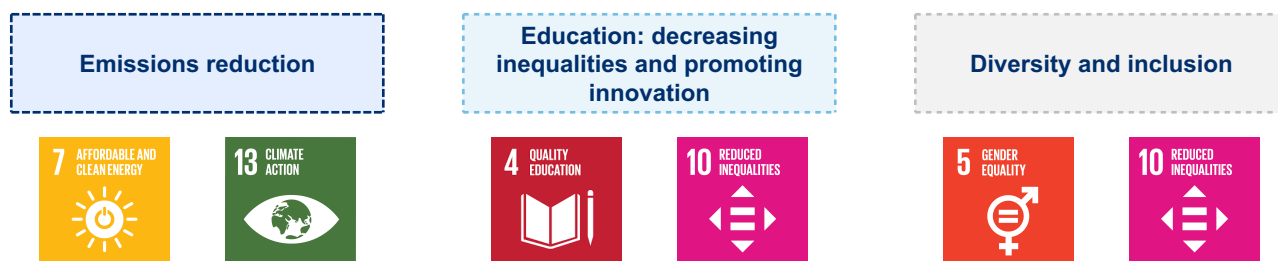 Emissions reduction
Education: decreasing
inequalities and promoting
innovation
Diversity and inclusion
7 AFFORDABLE AND
CLEAN ENERGY
13 CLIMATE
ACTION
4 QUALITY
EDUCATION
10 REDUCED
INEQUALITIES
5 GENDER
EQUALITY
10 REDUCED
INEQUALITIES